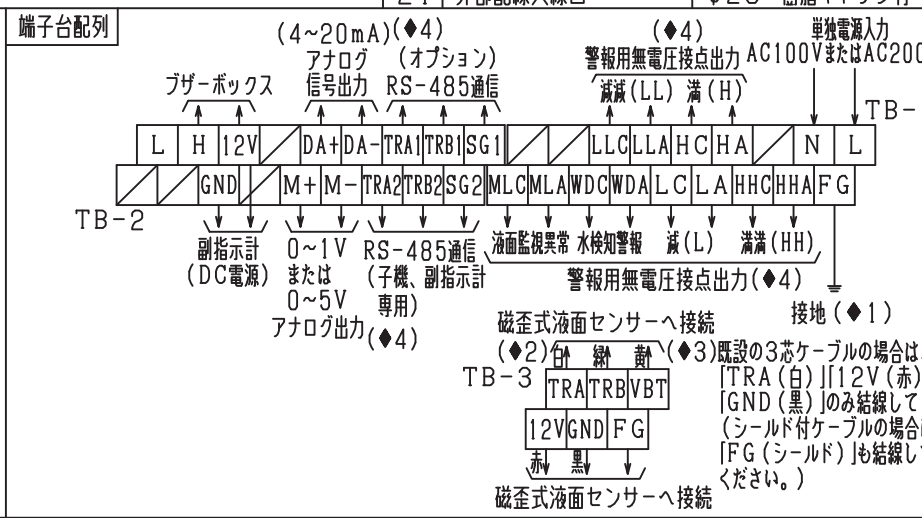 端子台配列
(4~20mA)(◆4)
アナログ
信号出力
(オプション)
RS-485通信
ブザーボックス
(◆4)
警報用無電圧接点出力
減減(LL) 満(H)
単独電源入力
AC100VまたはAC200
TB-
L H 12V DA+ DA- TRA1 TRB1 SG1 LLC LLA HC HA N L
GND M+ M- TRA2 TRB2 SG2 MLC MLA WDC WDA LC LA HHC HHA FG
TB-2
副指示計
(DC電源)
0~1V
または
0~5V
アナログ出力(◆4)
RS-485通信
(子機、副指示計
専用)
液面監視異常 水検知警報 減(L) 満満(HH)
警報用無電圧接点出力(◆4)
接地(◆1)
磁歪式液面センサーへ接続
(◆2)白 緑 黄 (◆3)
TB-3
TRA TRB VBT
12V GND FG
赤 黒
磁歪式液面センサーへ接続
既設の3芯ケーブルの場合は
「TRA(白)」「12V(赤)
「GND(黒)」のみ結線して
(シールド付ケーブルの場合
「FG(シールド)」も結線し
ください。)